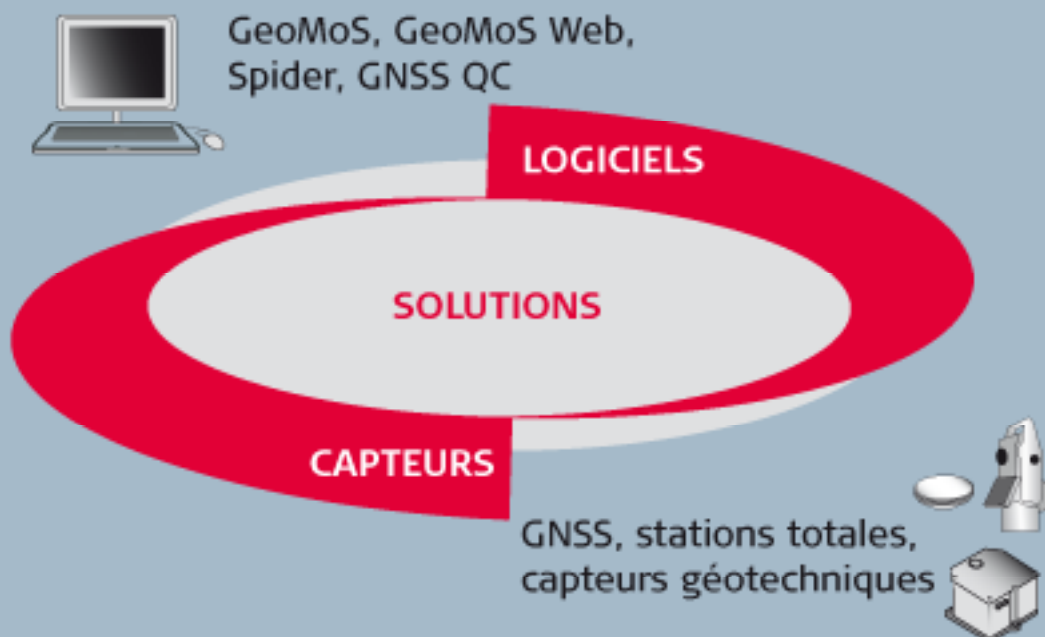 GeoMoS, GeoMoS Web,
Spider, GNSS QC
LOGICIELS
SOLUTIONS
CAPTEURS
GNSS, stations totales,
capteurs géotechniques